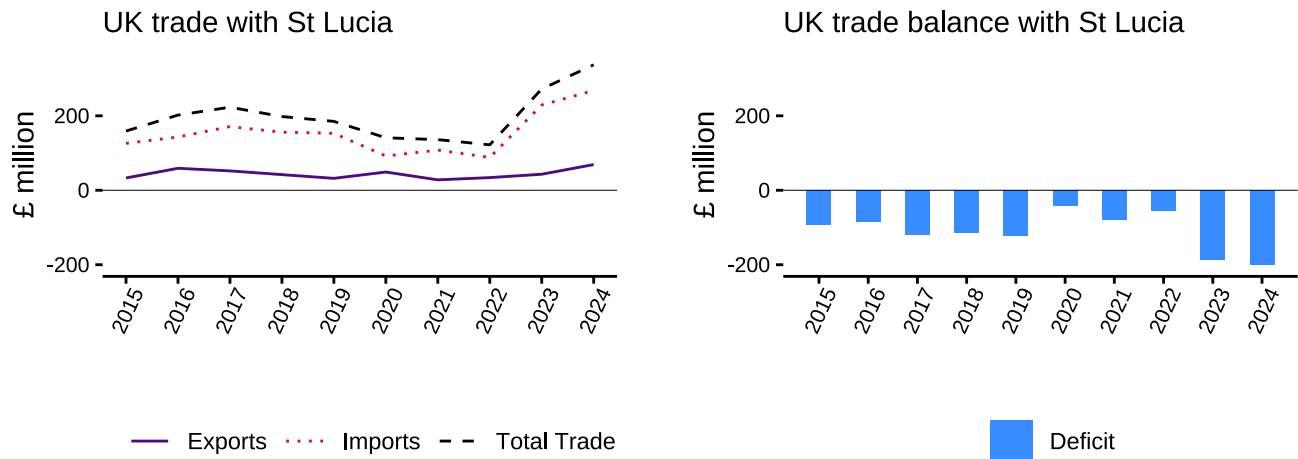 UK trade with St Lucia
£ million
200
0
-200
2015 2016 2017 2018 2019 2020 2021 2022 2023 2024
Exports Imports Total Trade
UK trade balance with St Lucia
£ million
200
0
-200
2015 2016 2017 2018 2019 2020 2021 2022 2023 2024
Deficit